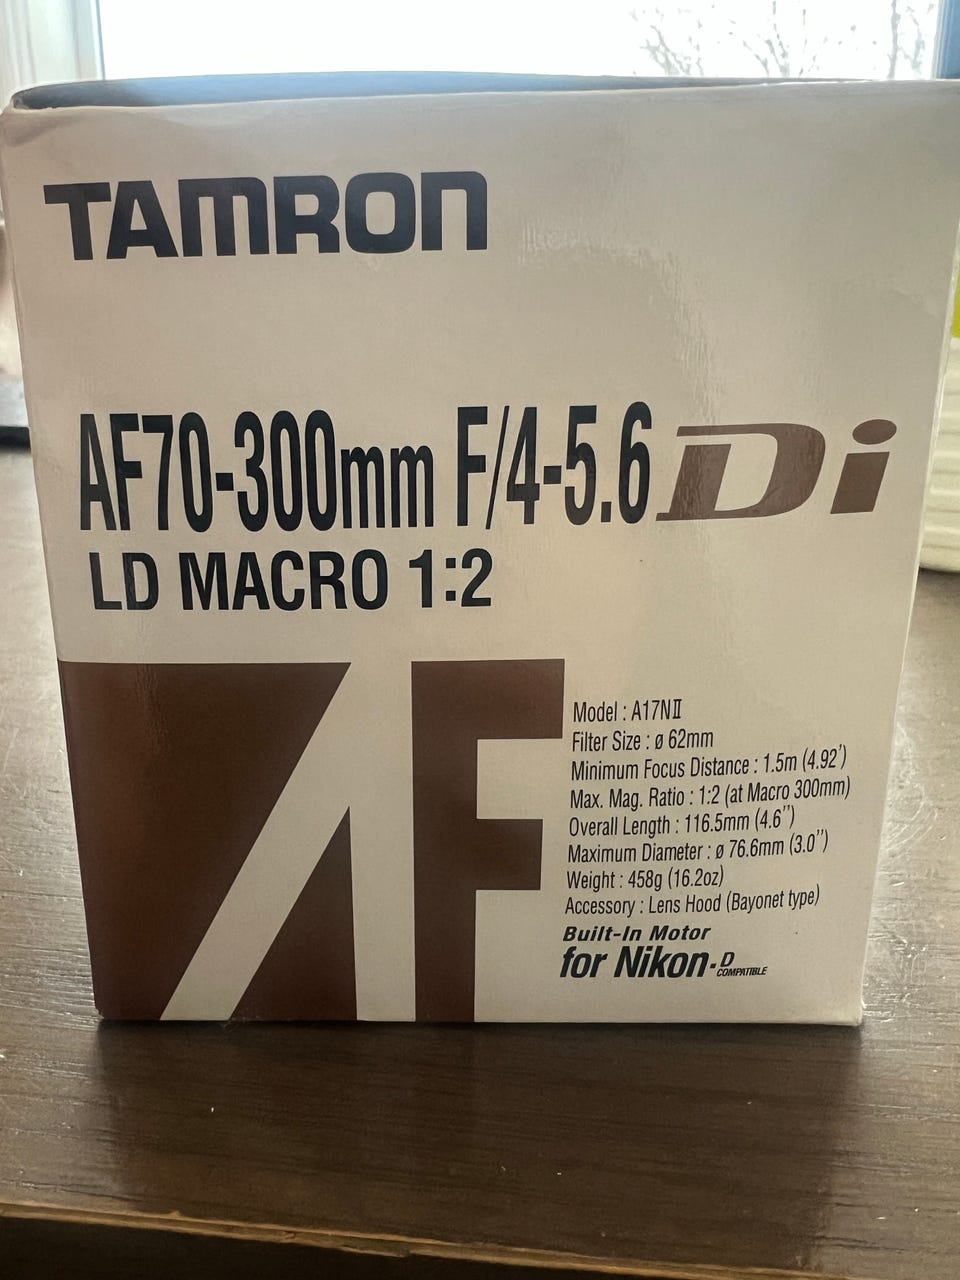 TAMRON
AF70-300mm F/4-5.6 Di
LD MACRO 1:2
AF
Model : A17NⅡ
Filter Size : ø 62mm
Minimum Focus Distance : 1.5m (4.92')
Max. Mag. Ratio : 1:2 (at Macro 300mm)
Overall Length : 116.5mm (4.6")
Maximum Diameter : ø 76.6mm (3.0")
Weight : 458g (16.2oz)
Accessory : Lens Hood (Bayonet type)
Built-In Motor
for Nikon-D COMPATIBLE